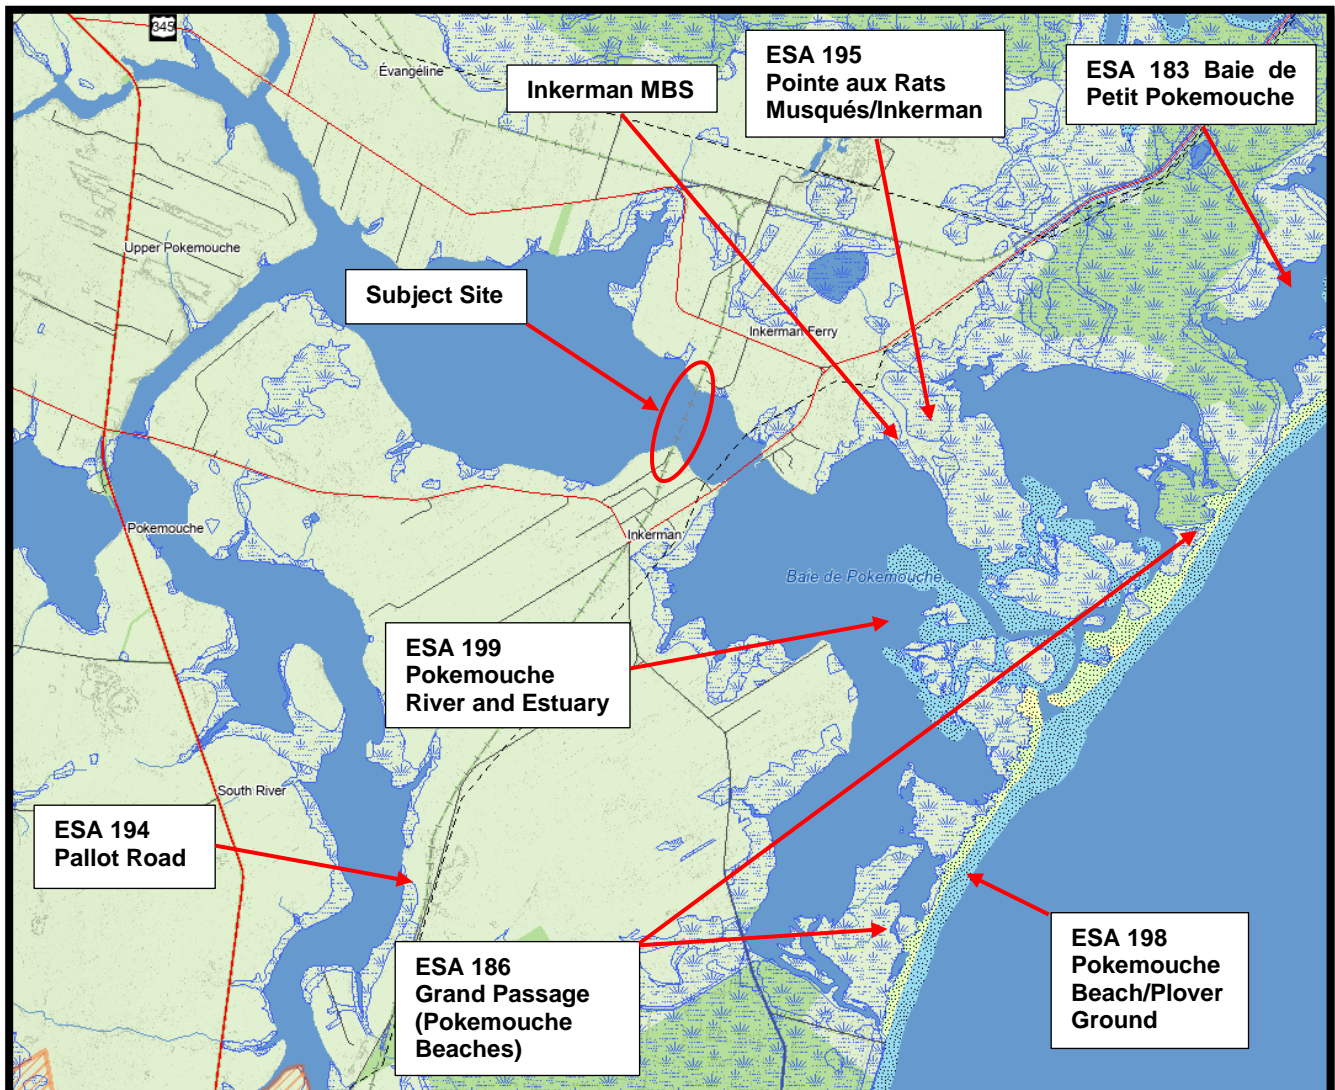 345
Évangéline
Inkerman MBS
ESA 195
Pointe aux Rats
Musqués/Inkerman
ESA 183 Baie de
Petit Pokemouche
Upper Pokemouche
Subject Site
Inkerman Ferry
Pokemouche
Inkerman
Baie de Pokemouche
ESA 199
Pokemouche
River and Estuary
South River
ESA 194
Pallot Road
ESA 186
Grand Passage
(Pokemouche
Beaches)
ESA 198
Pokemouche
Beach/Plover
Ground